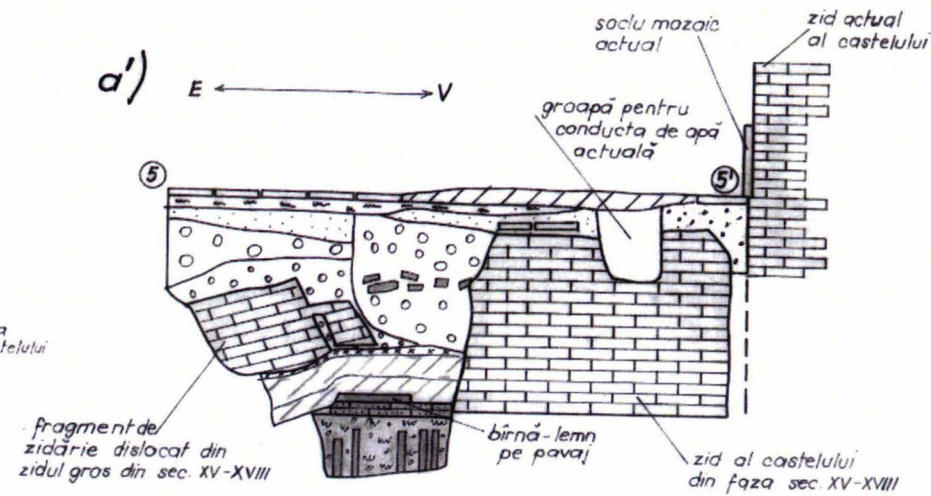 a')
E V
soclu mozaic
actual
zid actual
al castelului
groapă pentru
conducta de apă
actuală
5
5'
telului
fragment de
zidărie dislocat din
zidul gros din sec. XV-XVIII
bîrnă-lemn
pe pavaj
zid al castelului
din faza sec. XV-XVIII